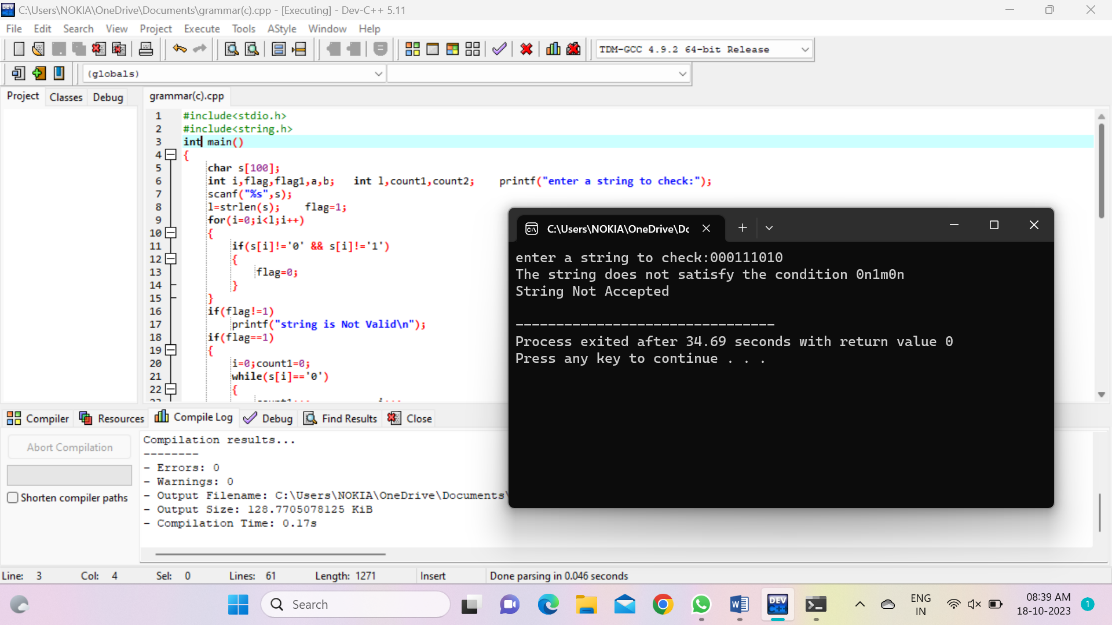 C:\Users\NOKIA\OneDrive\Documents\grammar(c).cpp - [Executing] - Dev-C++ 5.11
File Edit Search View Project Execute Tools AStyle Window Help
TDM-GCC 4.9.2 64-bit Release
(globals)
Project Classes Debug grammar(c).cpp
1 #include<stdio.h>
2 #include<string.h>
3 int main()
4 {
5 char s[100];
6 int i,flag,flag1,a,b; int l,count1,count2; printf("enter a string to check:");
7 scanf("%s",s);
8 l=strlen(s); flag=1;
9 for(i=0;i<l;i++)
10 {
11 if(s[i]!='0' && s[i]!='1')
12 {
13 flag=0;
14 }
15 }
16 if(flag!=1)
17 printf("string is Not Valid\n");
18 if(flag==1)
19 {
20 i=0;count1=0;
21 while(s[i]=='0')
22 {
C:\Users\NOKIA\OneDrive\Dc
enter a string to check:000111010
The string does not satisfy the condition 0n1m0n
String Not Accepted
--------------------------------
Process exited after 34.69 seconds with return value 0
Press any key to continue . . .
Compiler Resources Compile Log Debug Find Results Close
Abort Compilation
Shorten compiler paths
Compilation results...
--------
- Errors: 0
- Warnings: 0
- Output Filename: C:\Users\NOKIA\OneDrive\Documents\
- Output Size: 128.7705078125 KiB
- Compilation Time: 0.17s
Line: 3 Col: 4 Sel: 0 Lines: 61 Length: 1271 Insert Done parsing in 0.046 seconds
Search
DEV
C++
ENG
IN
08:39 AM
18-10-2023
1